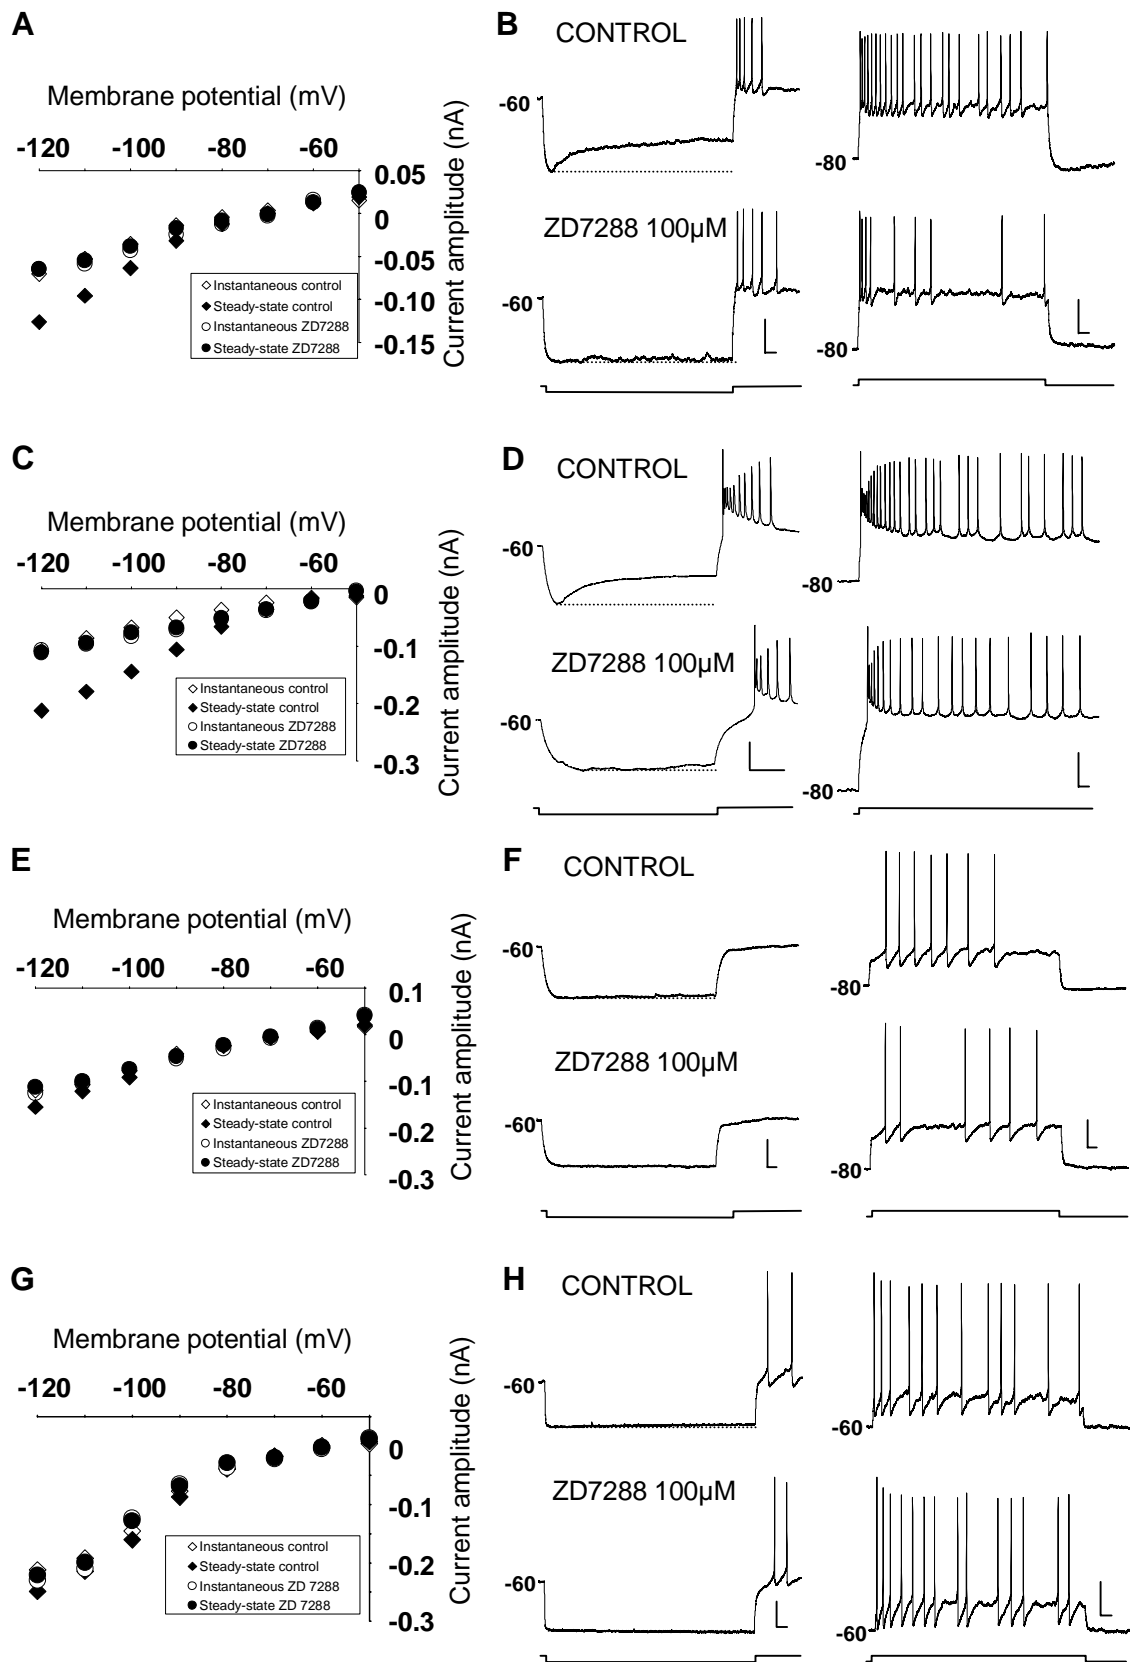 A
Membrane potential (mV)
-120 -100 -80 -60
0.05
0
-0.05
-0.10
-0.15
Current amplitude (nA)
Instantaneous control
Steady-state control
Instantaneous ZD7288
Steady-state ZD7288
B
CONTROL
-60
-80
ZD7288 100µM
-60
-80
C
Membrane potential (mV)
-120 -100 -80 -60
0
-0.1
-0.2
-0.3
Current amplitude (nA)
Instantaneous control
Steady-state control
Instantaneous ZD7288
Steady-state ZD7288
D
CONTROL
-60
-80
ZD7288 100µM
-60
-80
E
Membrane potential (mV)
-120 -100 -80 -60
0.1
0
-0.1
-0.2
-0.3
Current amplitude (nA)
Instantaneous control
Steady-state control
Instantaneous ZD7288
Steady-state ZD7288
F
CONTROL
-60
-80
ZD7288 100µM
-60
-80
G
Membrane potential (mV)
-120 -100 -80 -60
0
-0.1
-0.2
-0.3
Current amplitude (nA)
Instantaneous control
Steady-state control
Instantaneous ZD 7288
Steady-state ZD 7288
H
CONTROL
-60
-60
ZD7288 100µM
-60
-60